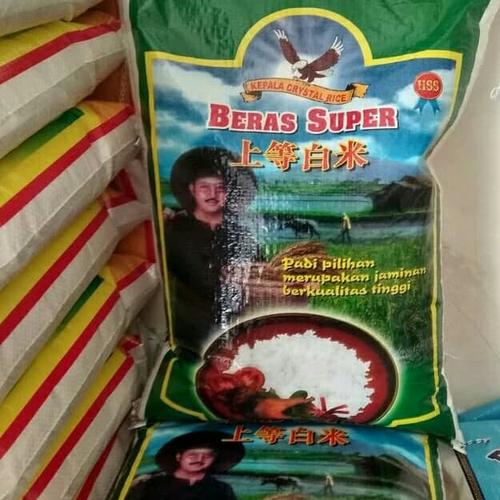 KEPALA CRYSTAL RICE
HSS
BERAS SUPER
上等白米
Padi pilihan
merupakan jaminan
berkualitas tinggi
上等白米